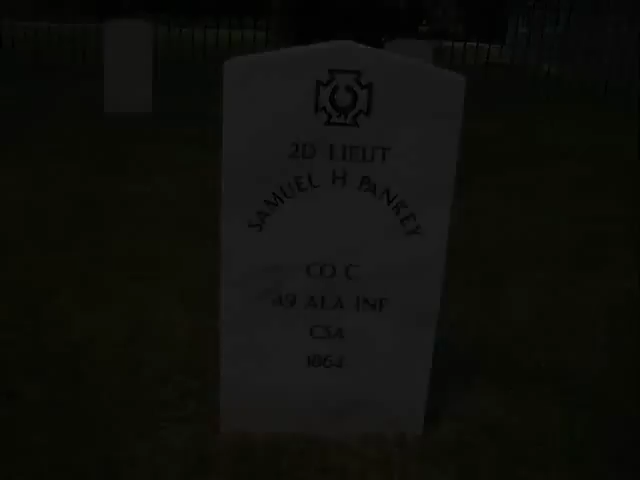 2D LIEUT
SAMUEL H PANKEY
CO C
49 ALA INF
CSA
1864